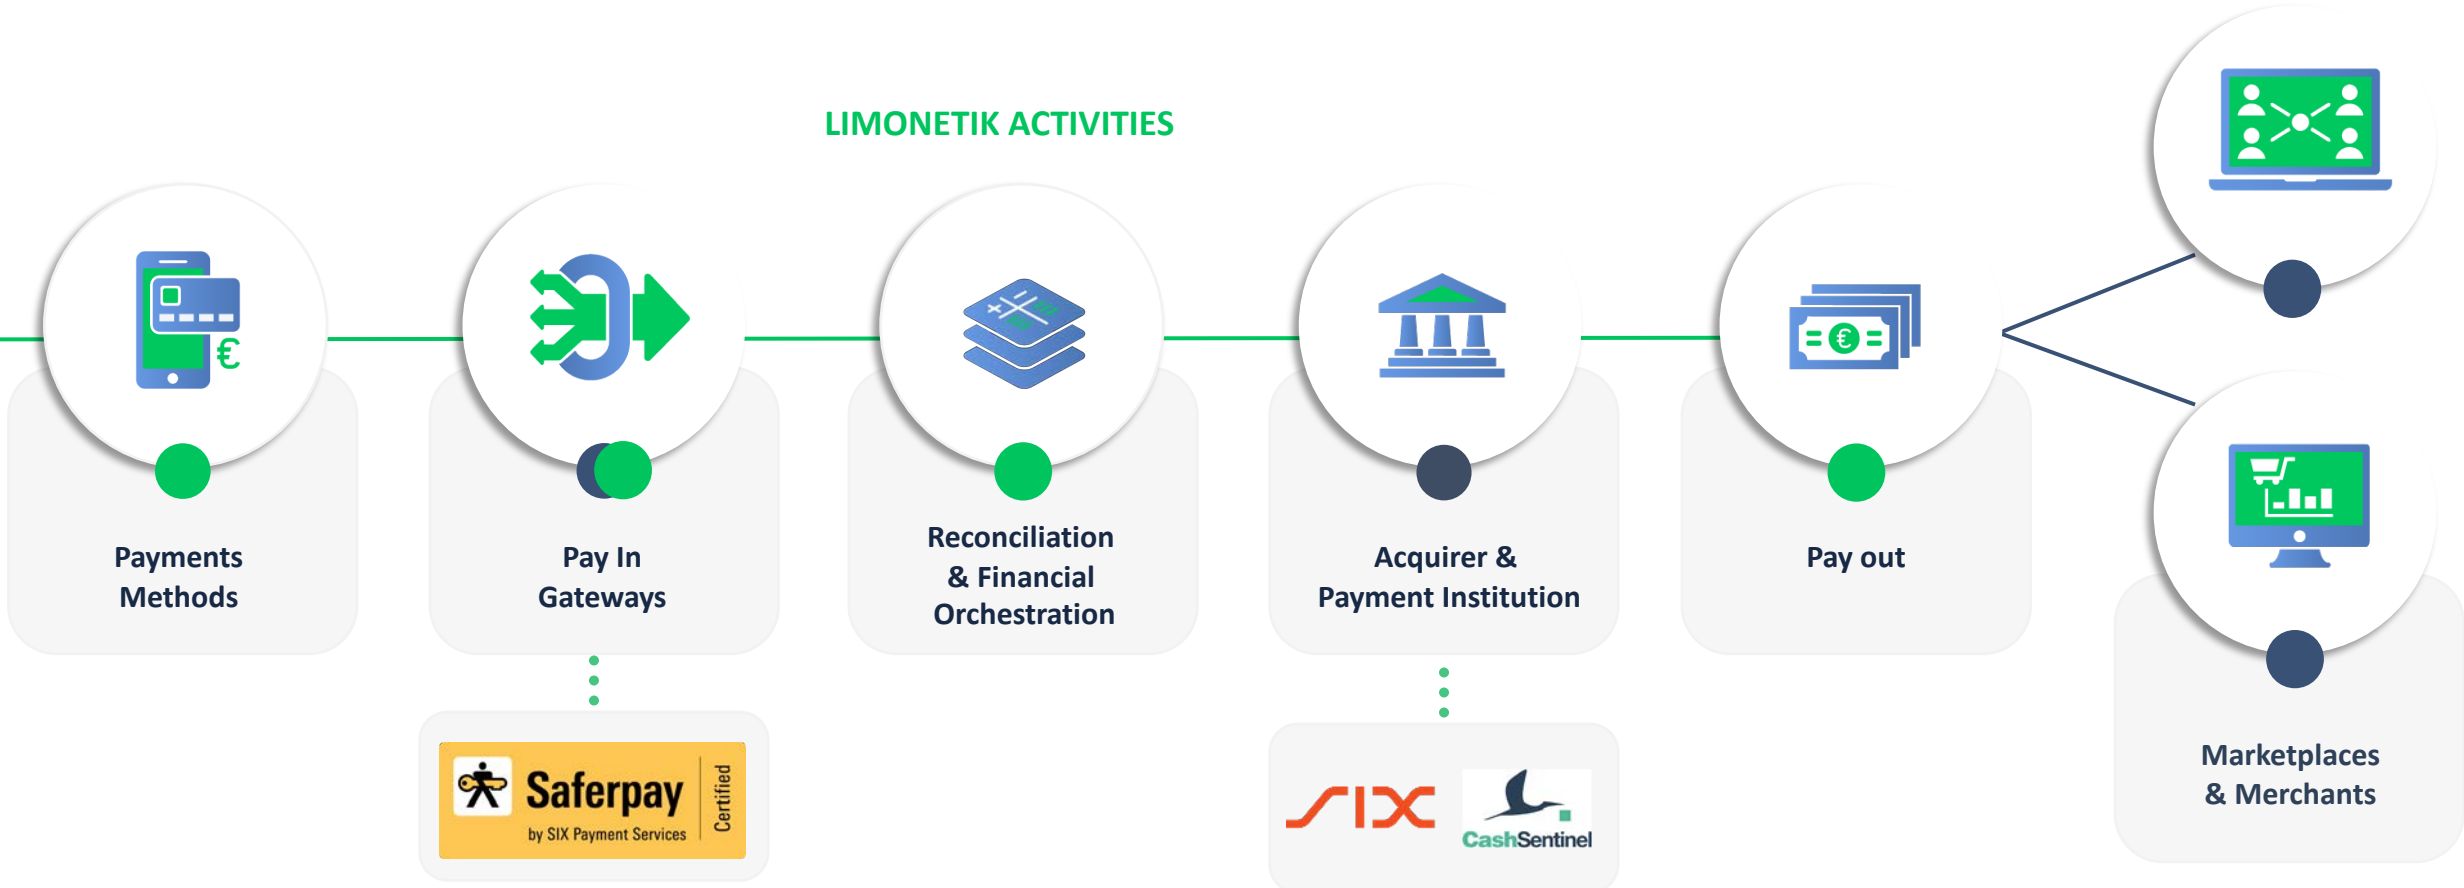 LIMONETIK ACTIVITIES
Payments
Methods
Pay In
Gateways
Reconciliation
& Financial
Orchestration
Acquirer &
Payment Institution
Pay out
Marketplaces
& Merchants
Saferpay
by SIX Payment Services
Certified
SIX
CashSentinel